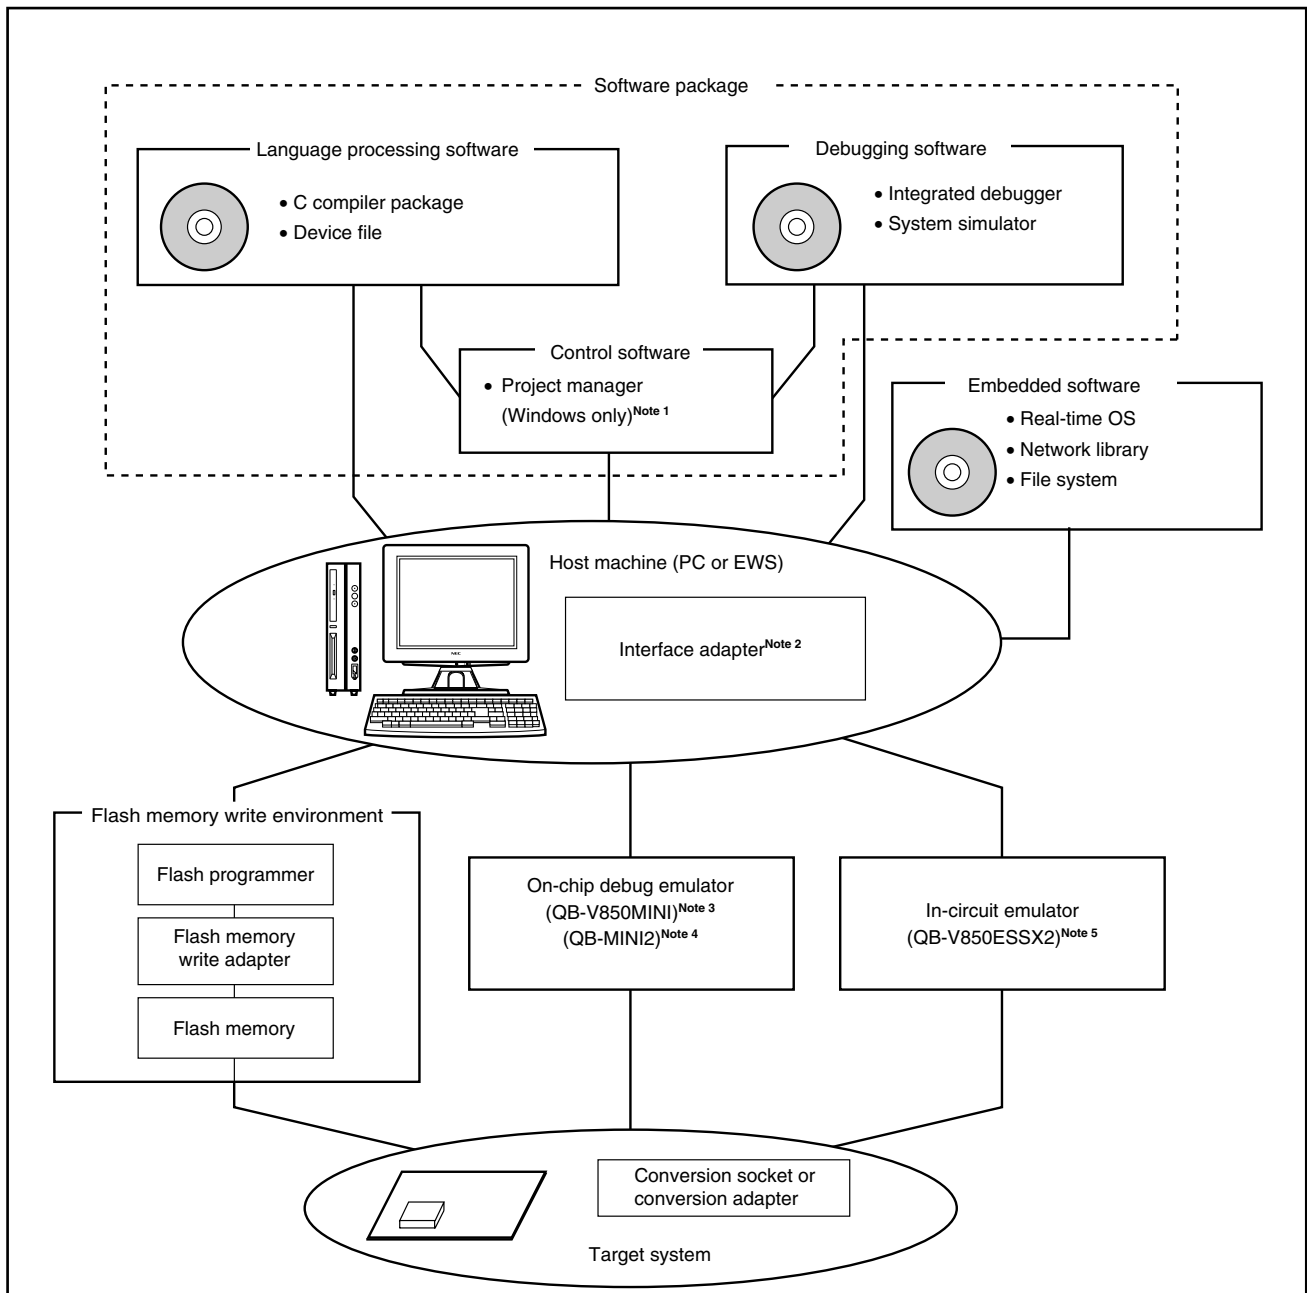 Software package
Language processing software
• C compiler package
• Device file
Debugging software
• Integrated debugger
• System simulator
Control software
• Project manager
(Windows only)Note 1
Embedded software
• Real-time OS
• Network library
• File system
Host machine (PC or EWS)
NEC
Interface adapterNote 2
Flash memory write environment
Flash programmer
Flash memory
write adapter
Flash memory
On-chip debug emulator
(QB-V850MINI)Note 3
(QB-MINI2)Note 4
In-circuit emulator
(QB-V850ESSX2)Note 5
Conversion socket or
conversion adapter
Target system